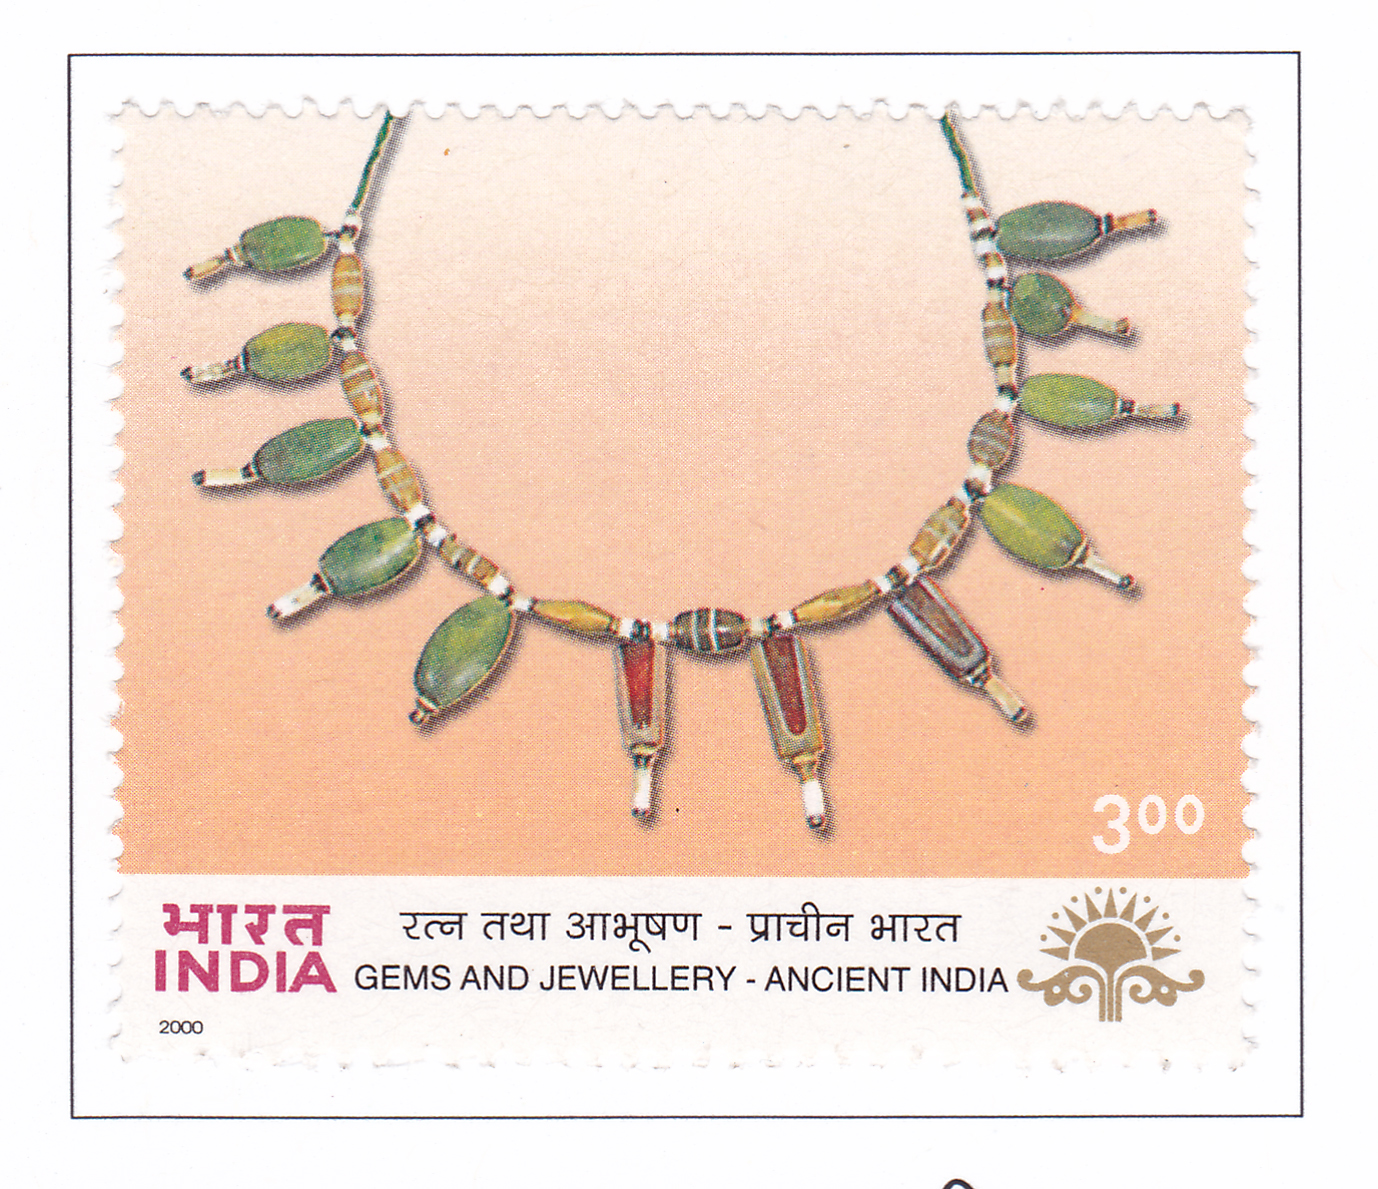 3⁰⁰
भारत
INDIA
रत्न तथा आभूषण - प्राचीन भारत
GEMS AND JEWELLERY - ANCIENT INDIA
2000